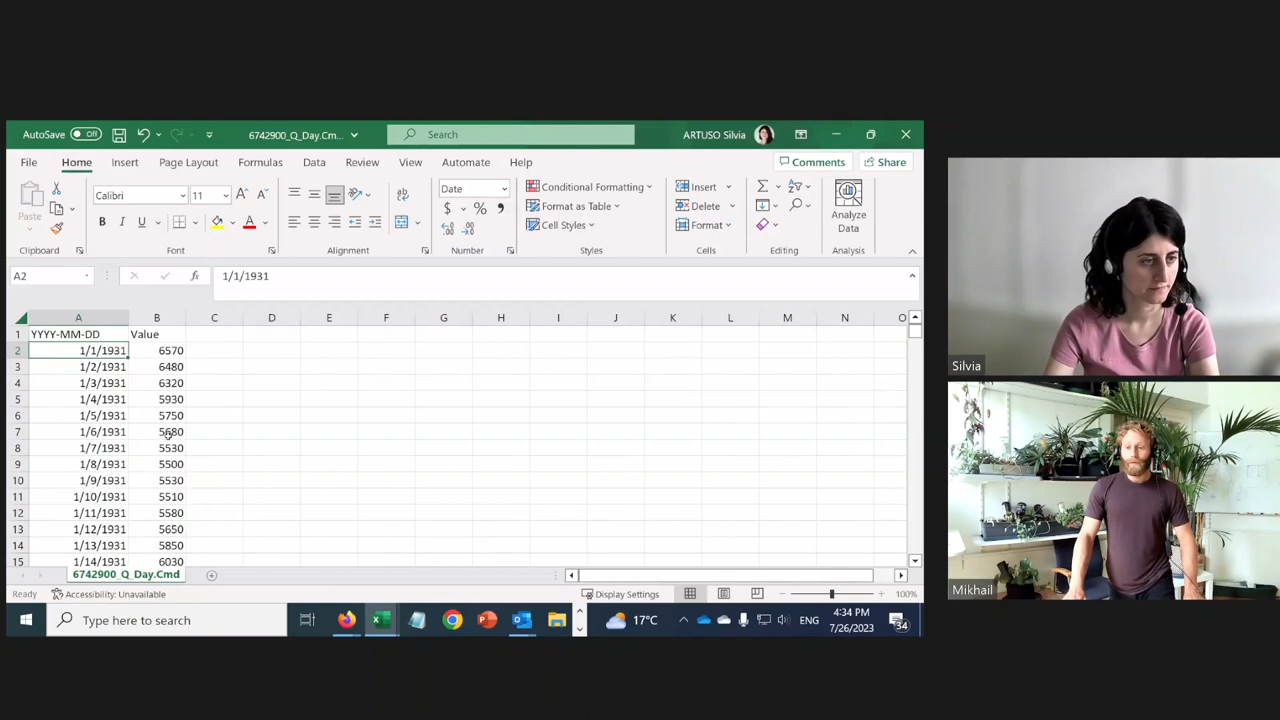 AutoSave Off 6742900_Q_Day.Cm... Search ARTUSO Silvia
File Home Insert Page Layout Formulas Data Review View Automate Help Comments Share
Paste Calibri 11 Date $ % Conditional Formatting Insert Analyze Data
B I U A Format as Table Delete
Cell Styles Format
Clipboard Font Alignment Number Styles Cells Editing Analysis
A2 fx 1/1/1931
A B C D E F G H I J K L M N O
1 YYYY-MM-DD Value
2 1/1/1931 6570
3 1/2/1931 6480
4 1/3/1931 6320
5 1/4/1931 5930
6 1/5/1931 5750
7 1/6/1931 5680
8 1/7/1931 5530
9 1/8/1931 5500
10 1/9/1931 5530
11 1/10/1931 5510
12 1/11/1931 5580
13 1/12/1931 5650
14 1/13/1931 5850
15 1/14/1931 6030
6742900_Q_Day.Cmd
Ready Accessibility: Unavailable Display Settings 100%
Type here to search 17°C ENG 4:34 PM 7/26/2023 34
Silvia
Mikhail